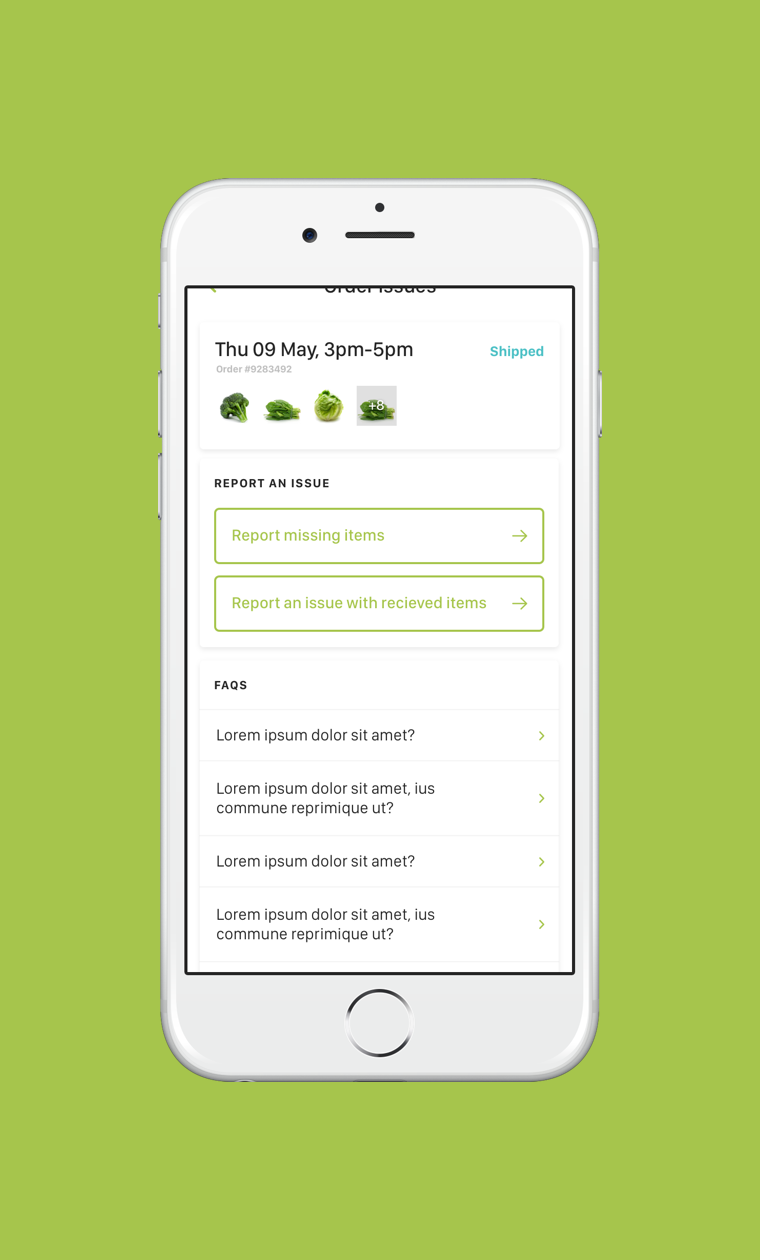 Order Issues
Thu 09 May, 3pm-5pm
Shipped
Order #9283492
+8
REPORT AN ISSUE
Report missing items
Report an issue with recieved items
FAQS
Lorem ipsum dolor sit amet?
Lorem ipsum dolor sit amet, ius
commune reprimique ut?
Lorem ipsum dolor sit amet?
Lorem ipsum dolor sit amet, ius
commune reprimique ut?